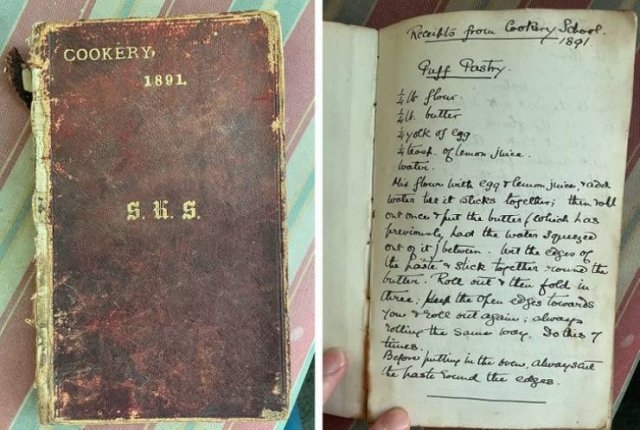 COOKERY,
1891.
S. H. S.
Receipts from Cookery School.
1891.
Puff Pastry.
¼ lb flour.
¼ lb. butter
¼ yolk of egg
¼ teasp. of lemon juice.
Water.
Mix flour with egg & lemon juice, & add
water till it sticks together; then roll
out once & put the butter (which has
previously had the water squeezed
out of it) between. Wet the edges of
the paste & stick together round the
butter. Roll out & then fold in
three; keep the open edges towards
you & roll out again; always
rolling the same way. Do this 7
times.
Before putting in the oven, always cut
the paste round the edges.